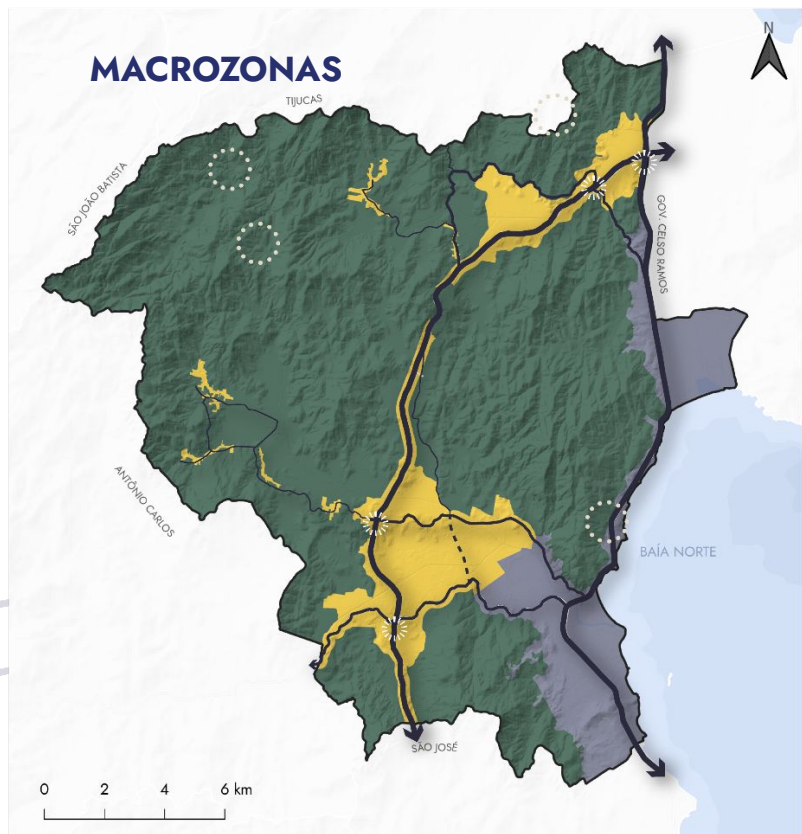 MACROZONAS
N
TIJUCAS
SÃO JOÃO BATISTA
GOV. CELSO RAMOS
ANTÔNIO CARLOS
BAÍA NORTE
SÃO JOSÉ
0 2 4 6 km